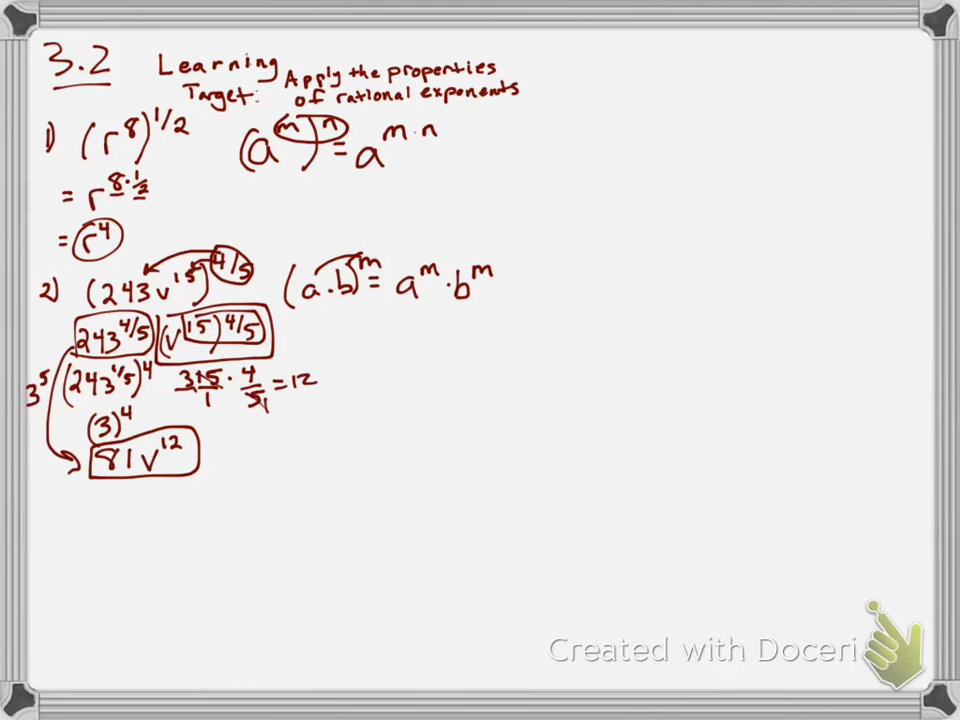 3.2 Learning Target: Apply the properties of rational exponents
1) (r^8)^1/2 (a^m)^n = a^m·n
= r^8·1/2
= r^4
2) (243v^15)^4/5 (a·b)^m = a^m · b^m
243^4/5 (v^15)^4/5
3^5 (243^1/5)^4 3 15/1 · 4/5 1 = 12
(3)^4
81v^12
Created with Doceri